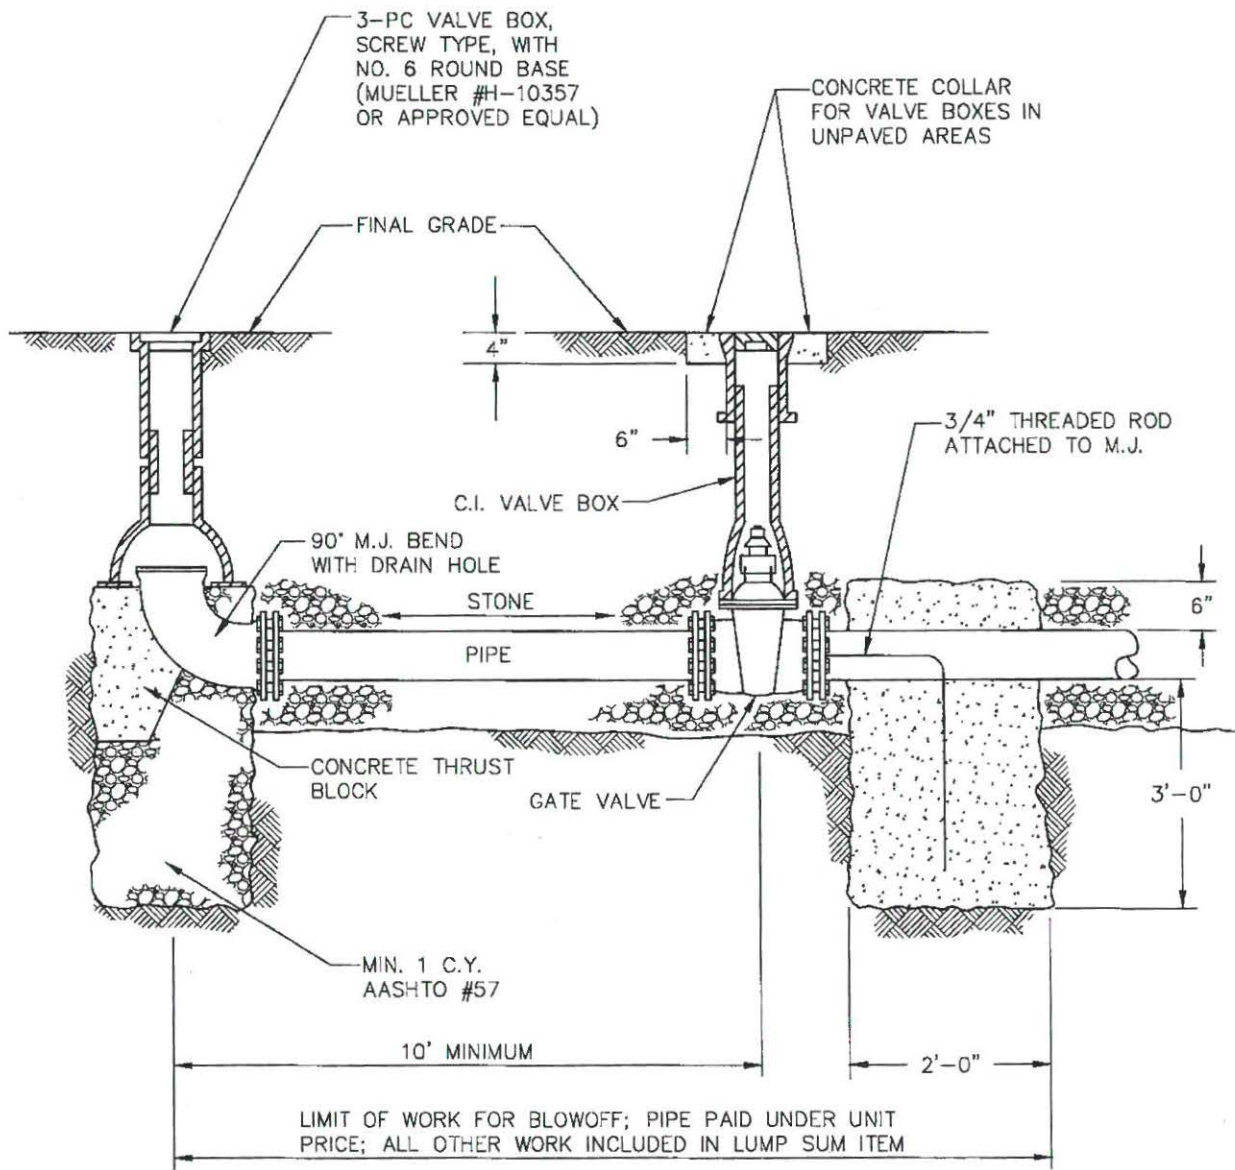 3-PC VALVE BOX,
SCREW TYPE, WITH
NO. 6 ROUND BASE
(MUELLER #H-10357
OR APPROVED EQUAL)
CONCRETE COLLAR
FOR VALVE BOXES IN
UNPAVED AREAS
FINAL GRADE
4"
6"
3/4" THREADED ROD
ATTACHED TO M.J.
C.I. VALVE BOX
90° M.J. BEND
WITH DRAIN HOLE
STONE
6"
PIPE
CONCRETE THRUST
BLOCK
GATE VALVE
3'-0"
MIN. 1 C.Y.
AASHTO #57
10' MINIMUM
2'-0"
LIMIT OF WORK FOR BLOWOFF; PIPE PAID UNDER UNIT
PRICE; ALL OTHER WORK INCLUDED IN LUMP SUM ITEM